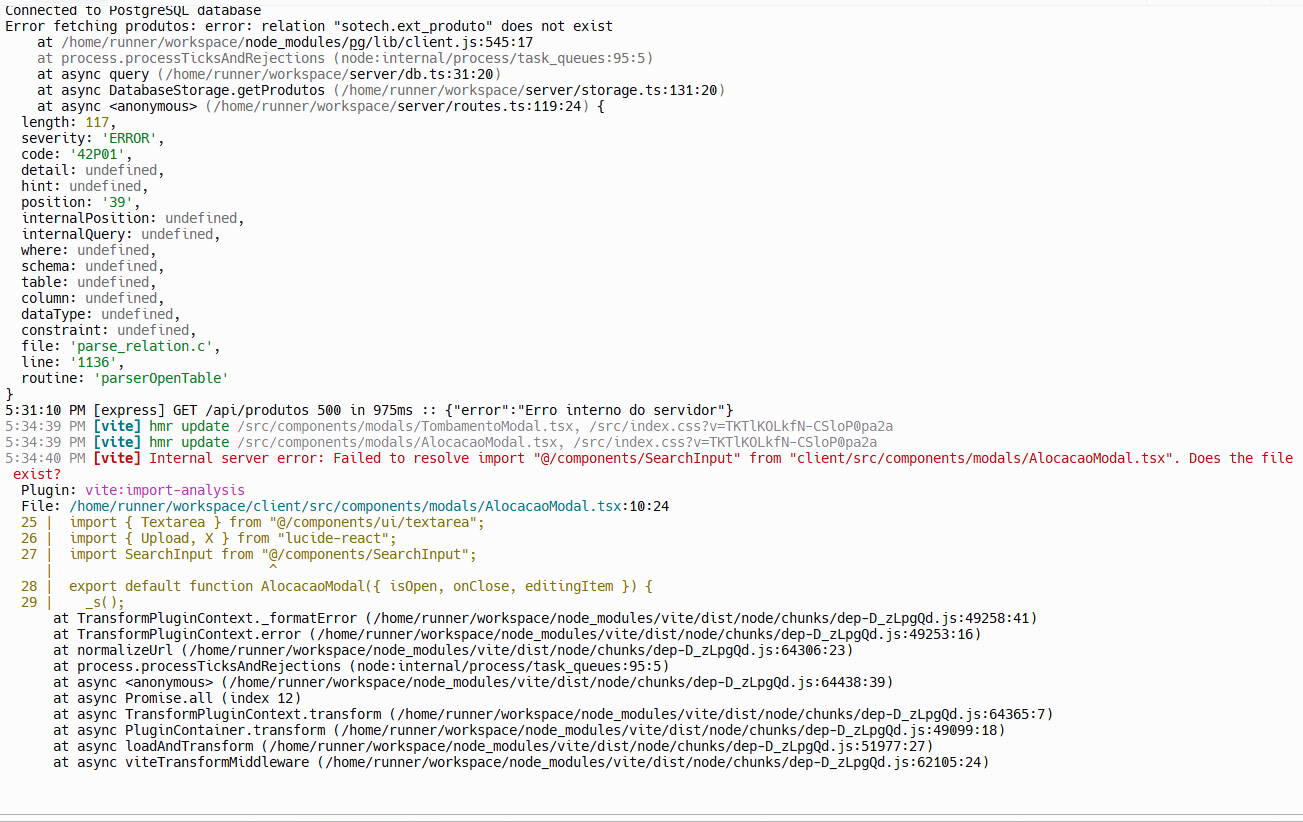 Connected to PostgreSQL database
Error fetching produtos: error: relation "sotech.ext_produto" does not exist
    at /home/runner/workspace/node_modules/pg/lib/client.js:545:17
    at process.processTicksAndRejections (node:internal/process/task_queues:95:5)
    at async query (/home/runner/workspace/server/db.ts:31:20)
    at async DatabaseStorage.getProdutos (/home/runner/workspace/server/storage.ts:131:20)
    at async <anonymous> (/home/runner/workspace/server/routes.ts:119:24) {
  length: 117,
  severity: 'ERROR',
  code: '42P01',
  detail: undefined,
  hint: undefined,
  position: '39',
  internalPosition: undefined,
  internalQuery: undefined,
  where: undefined,
  schema: undefined,
  table: undefined,
  column: undefined,
  dataType: undefined,
  constraint: undefined,
  file: 'parse_relation.c',
  line: '1136',
  routine: 'parserOpenTable'
}
5:31:10 PM [express] GET /api/produtos 500 in 975ms :: {"error":"Erro interno do servidor"}
5:34:39 PM [vite] hmr update /src/components/modals/TombamentoModal.tsx, /src/index.css?v=TKTlKOLkfN-CSloP0pa2a
5:34:39 PM [vite] hmr update /src/components/modals/AlocacaoModal.tsx, /src/index.css?v=TKTlKOLkfN-CSloP0pa2a
5:34:40 PM [vite] Internal server error: Failed to resolve import "@/components/SearchInput" from "client/src/components/modals/AlocacaoModal.tsx". Does the file
 exist?
  Plugin: vite:import-analysis
  File: /home/runner/workspace/client/src/components/modals/AlocacaoModal.tsx:10:24
  25 |  import { Textarea } from "@/components/ui/textarea";
  26 |  import { Upload, X } from "lucide-react";
  27 |  import SearchInput from "@/components/SearchInput";
     |                           ^
  28 |  export default function AlocacaoModal({ isOpen, onClose, editingItem }) {
  29 |    _s();
      at TransformPluginContext._formatError (/home/runner/workspace/node_modules/vite/dist/node/chunks/dep-D_zLpgQd.js:49258:41)
      at TransformPluginContext.error (/home/runner/workspace/node_modules/vite/dist/node/chunks/dep-D_zLpgQd.js:49253:16)
      at normalizeUrl (/home/runner/workspace/node_modules/vite/dist/node/chunks/dep-D_zLpgQd.js:64306:23)
      at process.processTicksAndRejections (node:internal/process/task_queues:95:5)
      at async <anonymous> (/home/runner/workspace/node_modules/vite/dist/node/chunks/dep-D_zLpgQd.js:64438:39)
      at async Promise.all (index 12)
      at async TransformPluginContext.transform (/home/runner/workspace/node_modules/vite/dist/node/chunks/dep-D_zLpgQd.js:64365:7)
      at async PluginContainer.transform (/home/runner/workspace/node_modules/vite/dist/node/chunks/dep-D_zLpgQd.js:49099:18)
      at async loadAndTransform (/home/runner/workspace/node_modules/vite/dist/node/chunks/dep-D_zLpgQd.js:51977:27)
      at async viteTransformMiddleware (/home/runner/workspace/node_modules/vite/dist/node/chunks/dep-D_zLpgQd.js:62105:24)